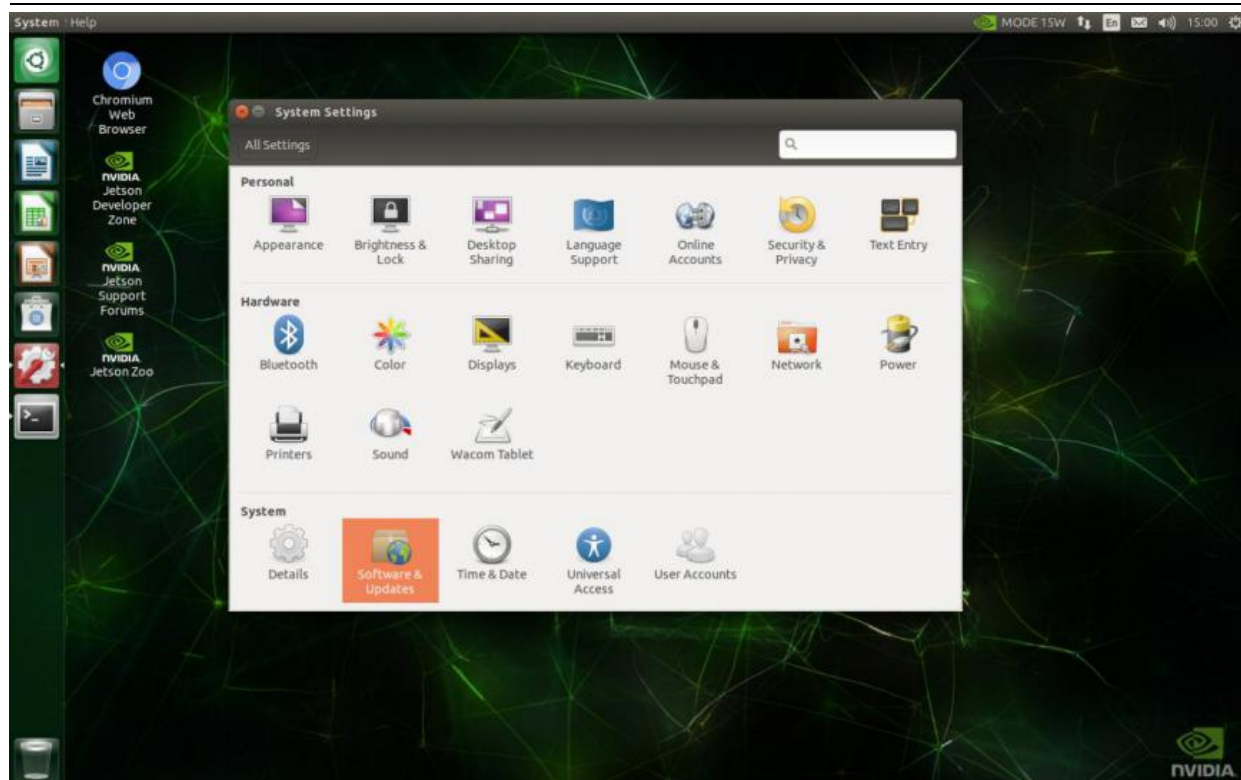 System Help
MODE 15W En 15:00
Chromium
Web
Browser
NVIDIA
Jetson
Developer
Zone
NVIDIA
Jetson
Support
Forums
NVIDIA
Jetson Zoo
>_
System Settings
All Settings
Personal
Appearance
Brightness &
Lock
Desktop
Sharing
Language
Support
Online
Accounts
Security &
Privacy
Text Entry
Hardware
Bluetooth
Color
Displays
Keyboard
Mouse &
Touchpad
Network
Power
Printers
Sound
Wacom Tablet
System
Details
Software &
Updates
Time & Date
Universal
Access
User Accounts
NVIDIA